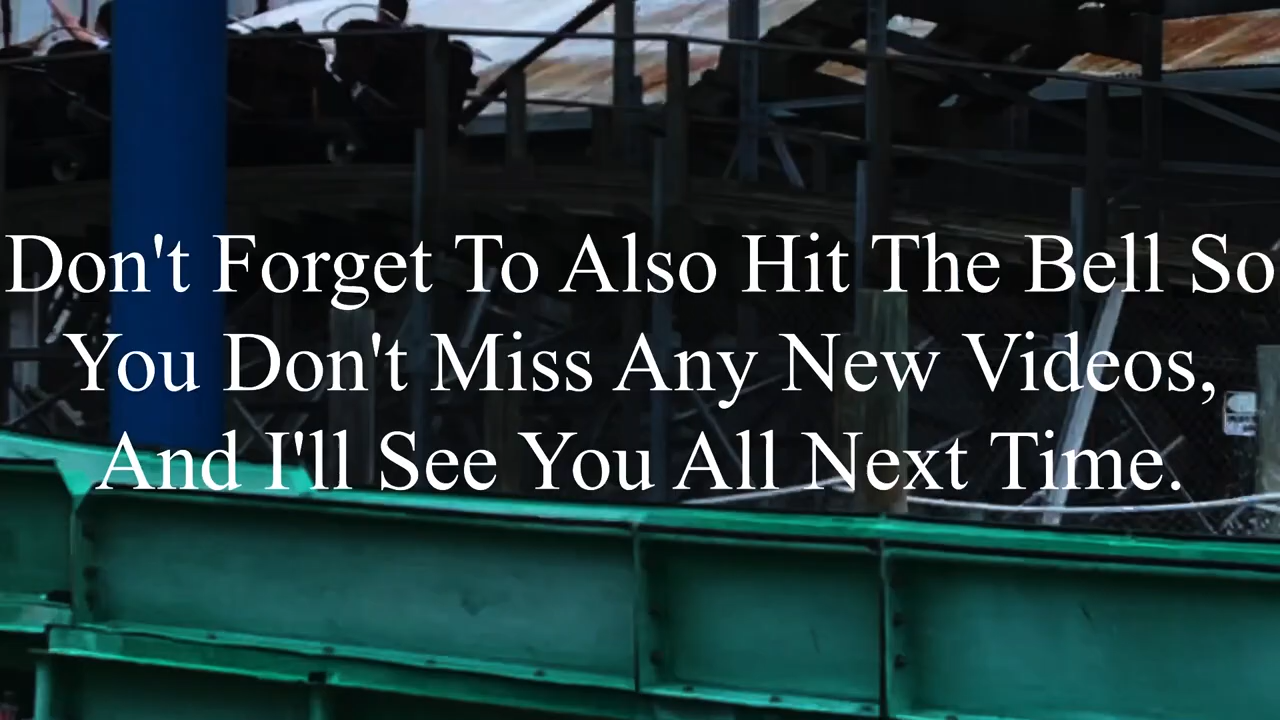 Don't Forget To Also Hit The Bell So
You Don't Miss Any New Videos,
And I'll See You All Next Time.